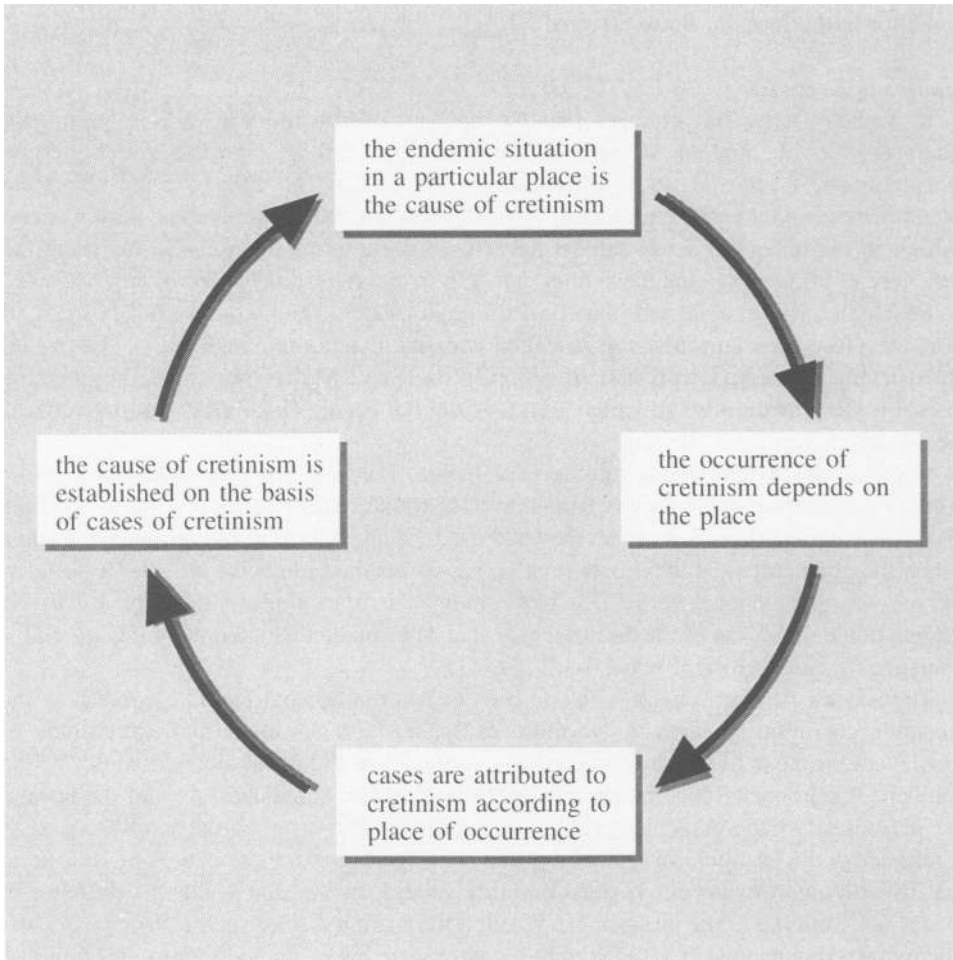 the endemic situation
in a particular place is
the cause of cretinism
the occurrence of
cretinism depends on
the place
cases are attributed to
cretinism according to
place of occurrence
the cause of cretinism is
established on the basis
of cases of cretinism